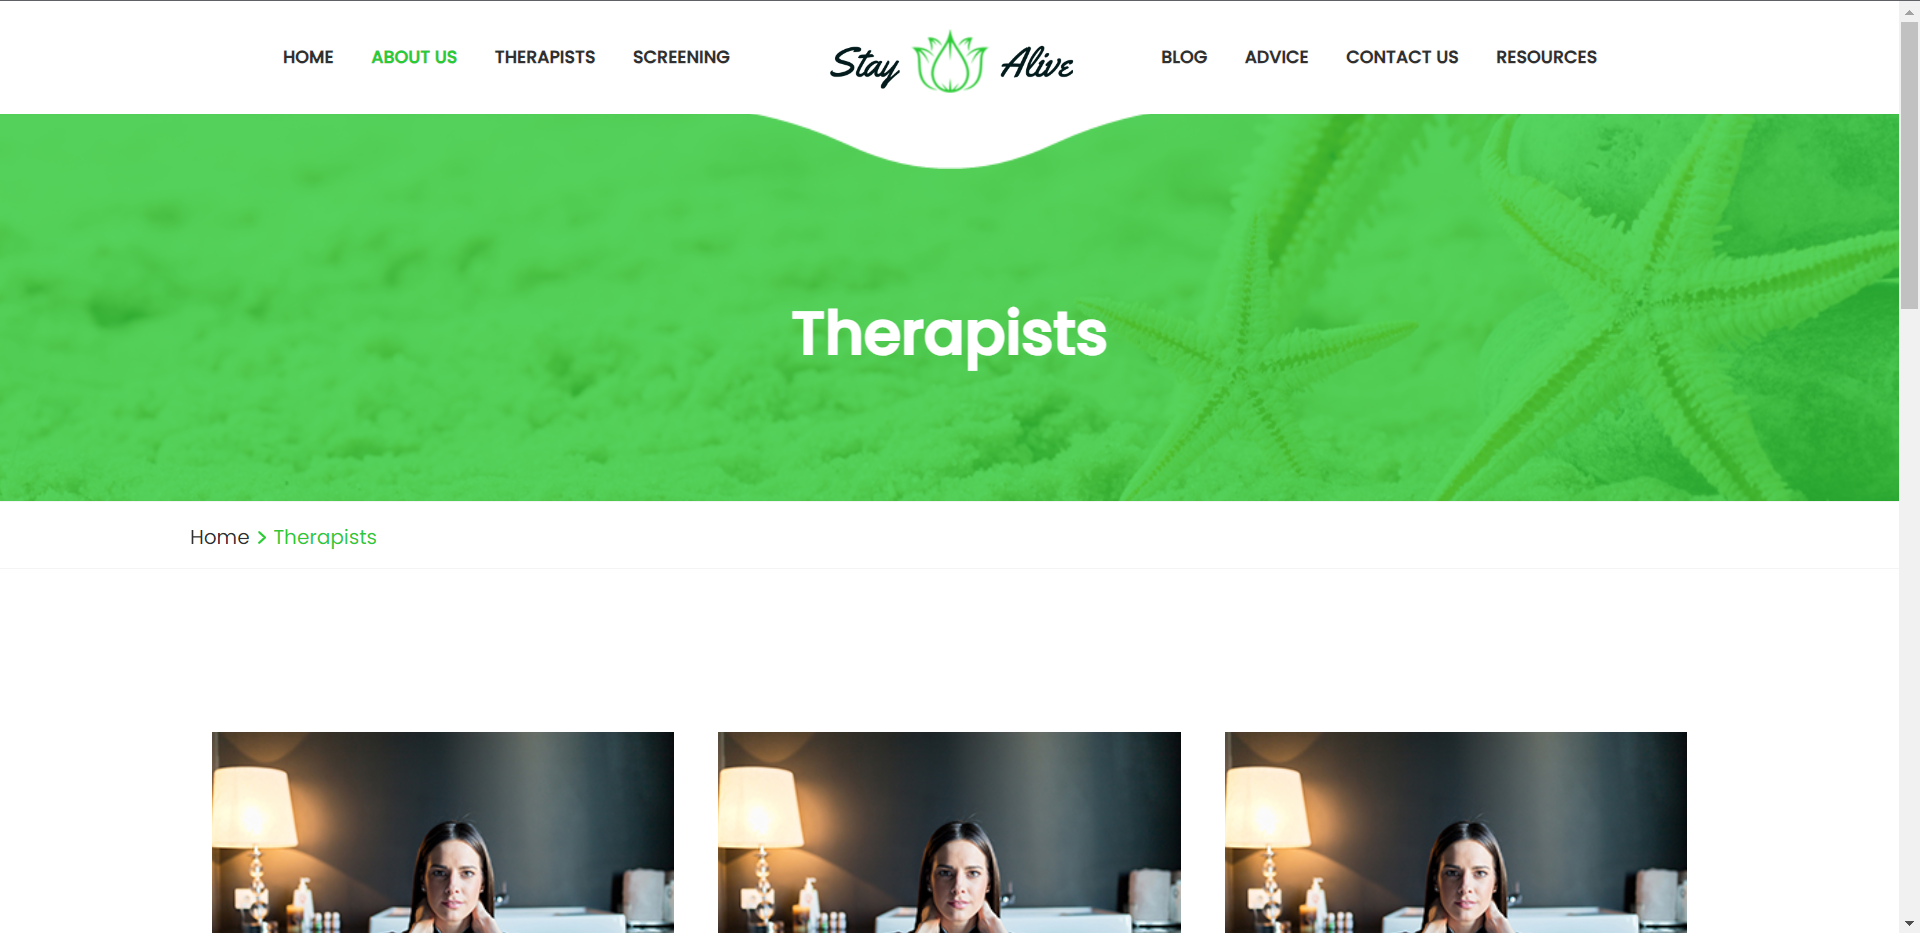 HOME ABOUT US THERAPISTS SCREENING Stay Alive BLOG ADVICE CONTACT US RESOURCES
Therapists
Home > Therapists